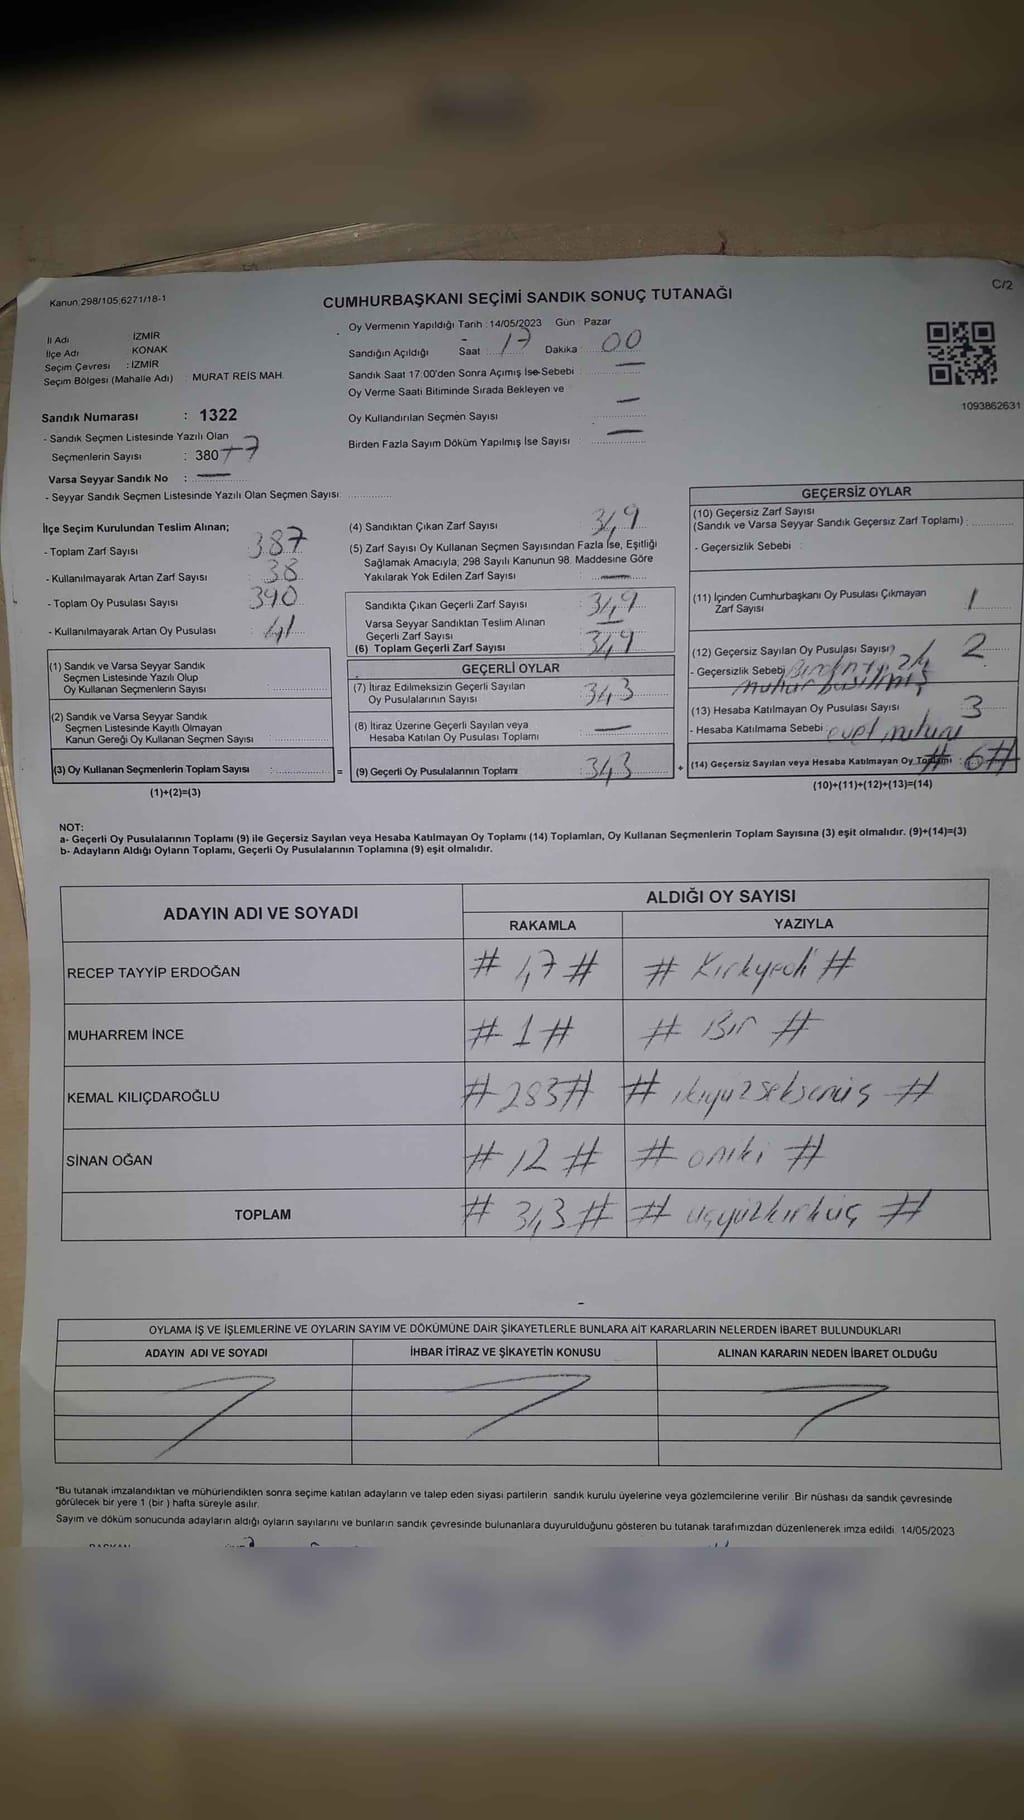 Kanun 298/105,6271/18-1
C/2
CUMHURBAŞKANI SEÇİMİ SANDIK SONUÇ TUTANAĞI
İl Adı İZMİR
İlçe Adı KONAK
Seçim Çevresi : İZMİR
Seçim Bölgesi (Mahalle Adı) : MURAT REİS MAH.
Sandık Numarası : 1322
- Sandık Seçmen Listesinde Yazılı Olan
Seçmenlerin Sayısı : 380+7
Varsa Seyyar Sandık No : —
- Seyyar Sandık Seçmen Listesinde Yazılı Olan Seçmen Sayısı:
Oy Vermenin Yapıldığı Tarih : 14/05/2023 Gün Pazar
Sandığın Açıldığı Saat : 17 Dakika : 00
Sandık Saat 17.00'den Sonra Açımış İse Sebebi : —
Oy Verme Saati Bitiminde Sırada Bekleyen ve
Oy Kullandırılan Seçmen Sayısı : —
Birden Fazla Sayım Döküm Yapılmış İse Sayısı : —
1093862631
İlçe Seçim Kurulundan Teslim Alınan;
- Toplam Zarf Sayısı : 387
- Kullanılmayarak Artan Zarf Sayısı : 38
- Toplam Oy Pusulası Sayısı : 390
- Kullanılmayarak Artan Oy Pusulası : 41
(1) Sandık ve Varsa Seyyar Sandık
Seçmen Listesinde Yazılı Olup
Oy Kullanan Seçmenlerin Sayısı :
(2) Sandık ve Varsa Seyyar Sandık
Seçmen Listesinde Kayıtlı Olmayan
Kanun Gereği Oy Kullanan Seçmen Sayısı :
(3) Oy Kullanan Seçmenlerin Toplam Sayısı : =
(1)+(2)=(3)
(4) Sandıktan Çıkan Zarf Sayısı : 349
(5) Zarf Sayısı Oy Kullanan Seçmen Sayısından Fazla İse, Eşitliği
Sağlamak Amacıyla; 298 Sayılı Kanunun 98. Maddesine Göre
Yakılarak Yok Edilen Zarf Sayısı : —
Sandıkta Çıkan Geçerli Zarf Sayısı : 349
Varsa Seyyar Sandıktan Teslim Alınan
Geçerli Zarf Sayısı : —
(6) Toplam Geçerli Zarf Sayısı : 349
GEÇERLİ OYLAR
(7) İtiraz Edilmeksizin Geçerli Sayılan
Oy Pusulalarının Sayısı : 343
(8) İtiraz Üzerine Geçerli Sayılan veya
Hesaba Katılan Oy Pusulası Toplamı : —
(9) Geçerli Oy Pusulalarının Toplamı : 343 +
GEÇERSİZ OYLAR
(10) Geçersiz Zarf Sayısı
(Sandık ve Varsa Seyyar Sandık Geçersiz Zarf Toplamı) :
- Geçersizlik Sebebi :
(11) İçinden Cumhurbaşkanı Oy Pusulası Çıkmayan
Zarf Sayısı : 1
(12) Geçersiz Sayılan Oy Pusulası Sayısı : 2
- Geçersizlik Sebebi
mühür basılmış
(13) Hesaba Katılmayan Oy Pusulası Sayısı : 3
- Hesaba Katılmama Sebebi : evet mührü
(14) Geçersiz Sayılan veya Hesaba Katılmayan Oy Toplamı : #6#
(10)+(11)+(12)+(13)=(14)
NOT:
a- Geçerli Oy Pusulalarının Toplamı (9) ile Geçersiz Sayılan veya Hesaba Katılmayan Oy Toplamı (14) Toplamları, Oy Kullanan Seçmenlerin Toplam Sayısına (3) eşit olmalıdır. (9)+(14)=(3)
b- Adayların Aldığı Oyların Toplamı, Geçerli Oy Pusulalarının Toplamına (9) eşit olmalıdır.
ADAYIN ADI VE SOYADI
ALDIĞI OY SAYISI
RAKAMLA YAZIYLA
RECEP TAYYİP ERDOĞAN # 47 # # Kırkyedi #
MUHARREM İNCE # 1 # # Bir #
KEMAL KILIÇDAROĞLU # 283 # # ikiyüzseksenüç #
SİNAN OĞAN # 12 # # oniki #
TOPLAM # 343 # # üçyüzkırküç #
OYLAMA İŞ VE İŞLEMLERİNE VE OYLARIN SAYIM VE DÖKÜMÜNE DAİR ŞİKAYETLERLE BUNLARA AİT KARARLARIN NELERDEN İBARET BULUNDUKLARI
ADAYIN ADI VE SOYADI İHBAR İTİRAZ VE ŞİKAYETİN KONUSU ALINAN KARARIN NEDEN İBARET OLDUĞU
*Bu tutanak imzalandıktan ve mühürlendikten sonra seçime katılan adayların ve talep eden siyasi partilerin sandık kurulu üyelerine veya gözlemcilerine verilir. Bir nüshası da sandık çevresinde
görülecek bir yere 1 (bir ) hafta süreyle asılır.
Sayım ve döküm sonucunda adayların aldığı oyların sayılarını ve bunların sandık çevresinde bulunanlara duyurulduğunu gösteren bu tutanak tarafımızdan düzenlenerek imza edildi. 14/05/2023